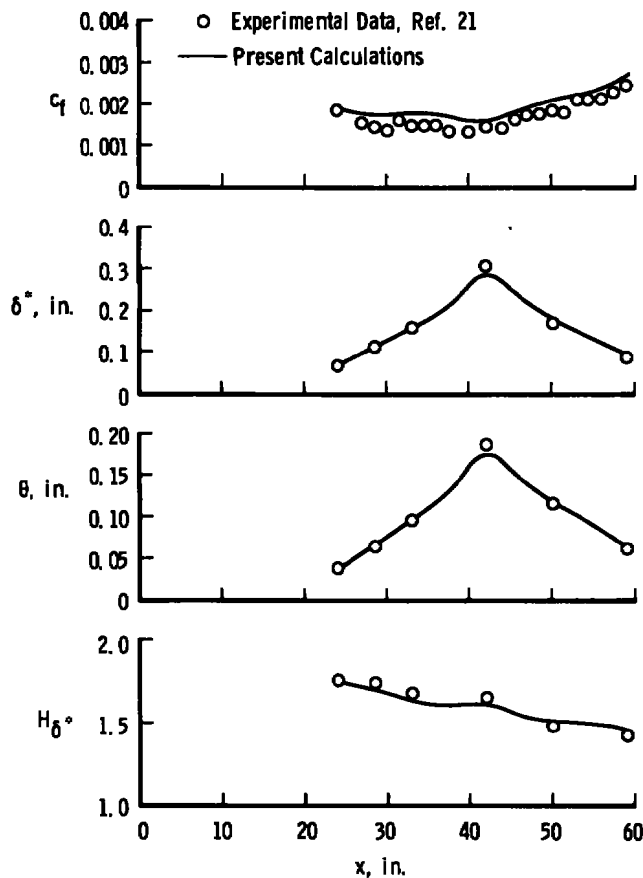 O Experimental Data, Ref. 21
— Present Calculations
0.004
0.003
0.002
0.001
0
cf
0.4
0.3
0.2
0.1
0
δ*, in.
0.20
0.15
0.10
0.05
0
θ, in.
2.0
1.5
1.0
Hδ*
0 10 20 30 40 50 60
x, in.